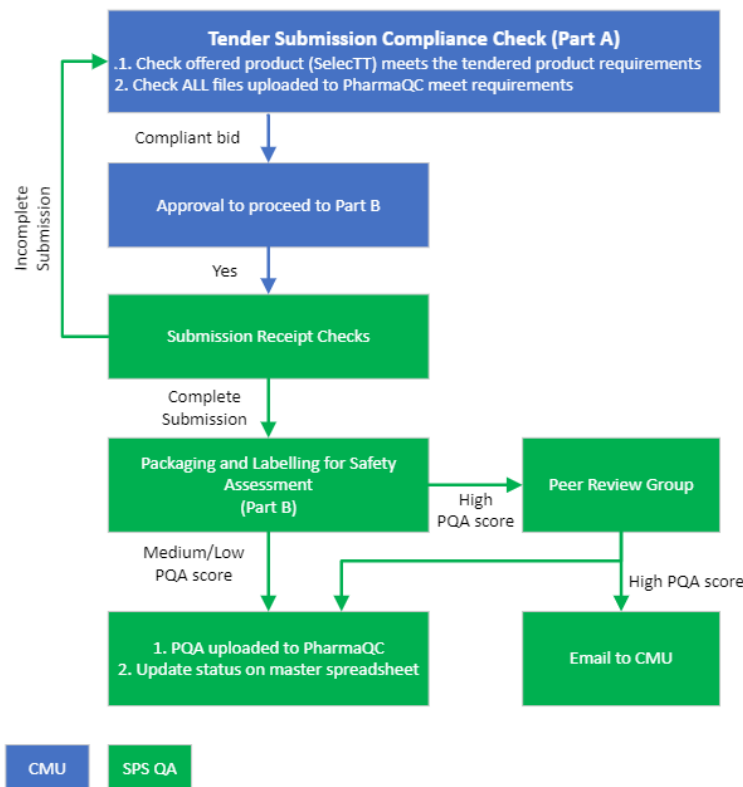 Tender Submission Compliance Check (Part A)
.1. Check offered product (SelecTT) meets the tendered product requirements
2. Check ALL files uploaded to PharmaQC meet requirements
Compliant bid
Incomplete
Submission
Approval to proceed to Part B
Yes
Submission Receipt Checks
Complete
Submission
Packaging and Labelling for Safety
Assessment
(Part B)
High
PQA score
Peer Review Group
Medium/Low
PQA score
High PQA score
1. PQA uploaded to PharmaQC
2. Update status on master spreadsheet
Email to CMU
CMU
SPS QA